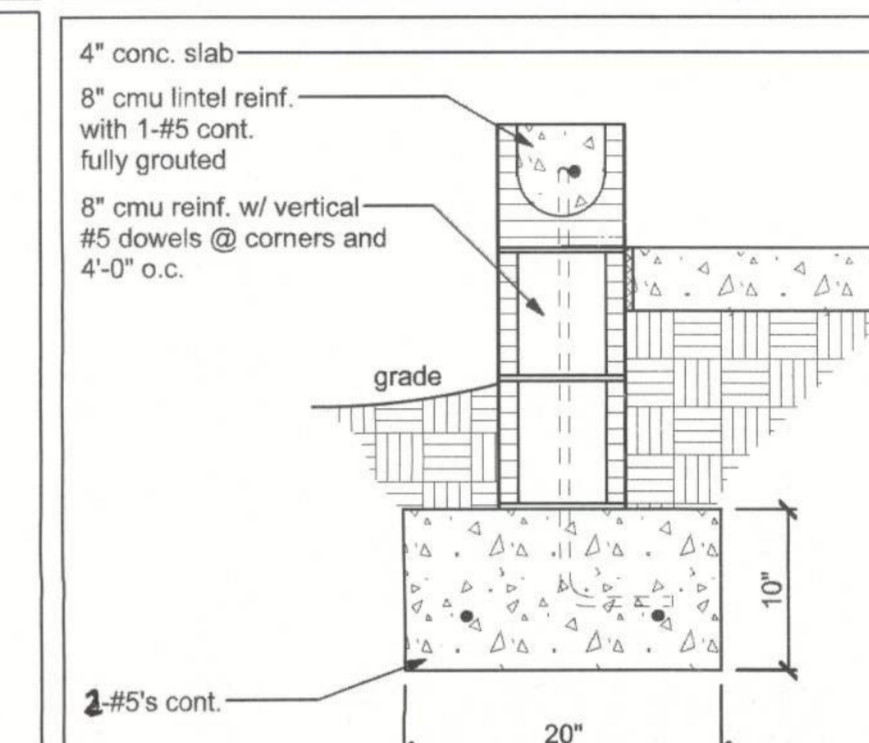 4" conc. slab
8" cmu lintel reinf.
with 1-#5 cont.
fully grouted
8" cmu reinf. w/ vertical
#5 dowels @ corners and
4'-0" o.c.
grade
10"
2-#5's cont.
20"